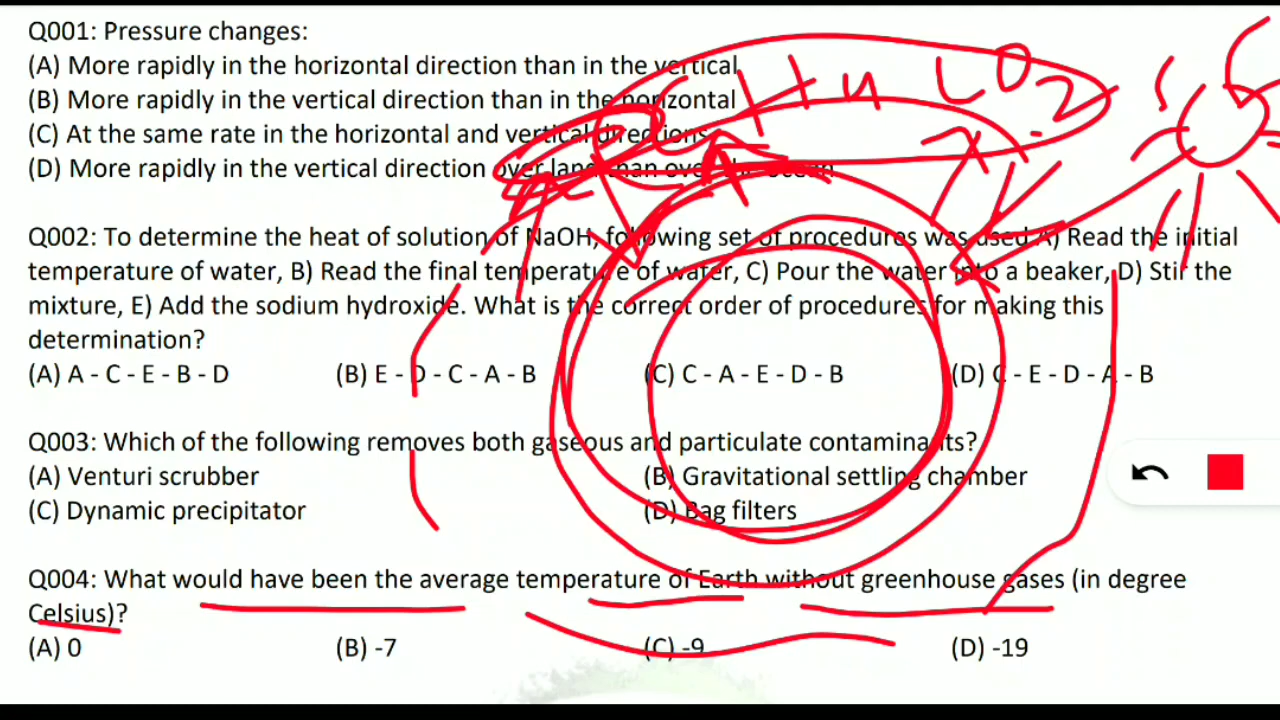 Q001: Pressure changes:
(A) More rapidly in the horizontal direction than in the vertical
(B) More rapidly in the vertical direction than in the horizontal
(C) At the same rate in the horizontal and vertical directions
(D) More rapidly in the vertical direction over land than over the ocean
CH4 CO2
Q002: To determine the heat of solution of NaOH, following set of procedures was used A) Read the initial
temperature of water, B) Read the final temperature of water, C) Pour the water into a beaker, D) Stir the
mixture, E) Add the sodium hydroxide. What is the correct order of procedures for making this
determination?
(A) A - C - E - B - D (B) E - D - C - A - B (C) C - A - E - D - B (D) C - E - D - A - B
Q003: Which of the following removes both gaseous and particulate contaminants?
(A) Venturi scrubber (B) Gravitational settling chamber
(C) Dynamic precipitator (D) Bag filters
Q004: What would have been the average temperature of Earth without greenhouse gases (in degree
Celsius)?
(A) 0 (B) -7 (C) -9 (D) -19